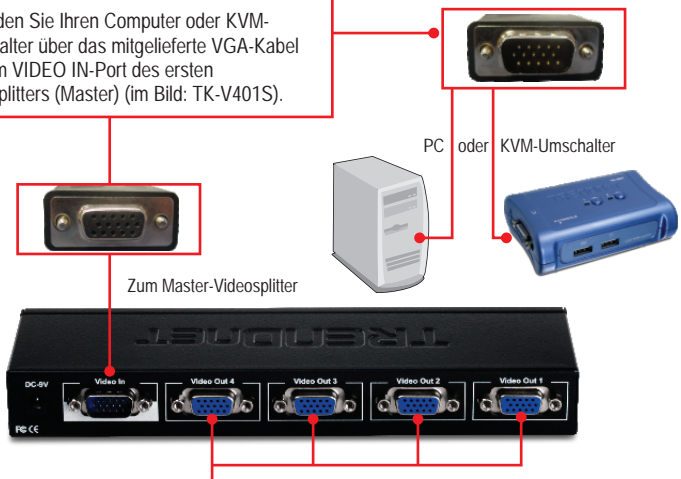 den Sie Ihren Computer oder KVM-
alter über das mitgelieferte VGA-Kabel
VIDEO IN-Port des ersten
plitters (Master) (im Bild: TK-V401S).
PC oder KVM-Umschalter
Zum Master-Videosplitter
TRENDNET
DC-9V
Video In
Video Out 4
Video Out 3
Video Out 2
Video Out 1
FC CE